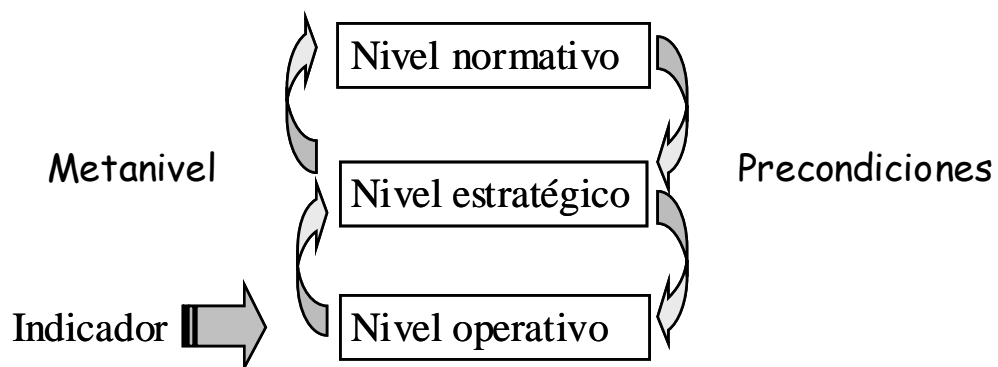 Nivel normativo
Metanivel
Precondiciones
Nivel estratégico
Indicador
Nivel operativo